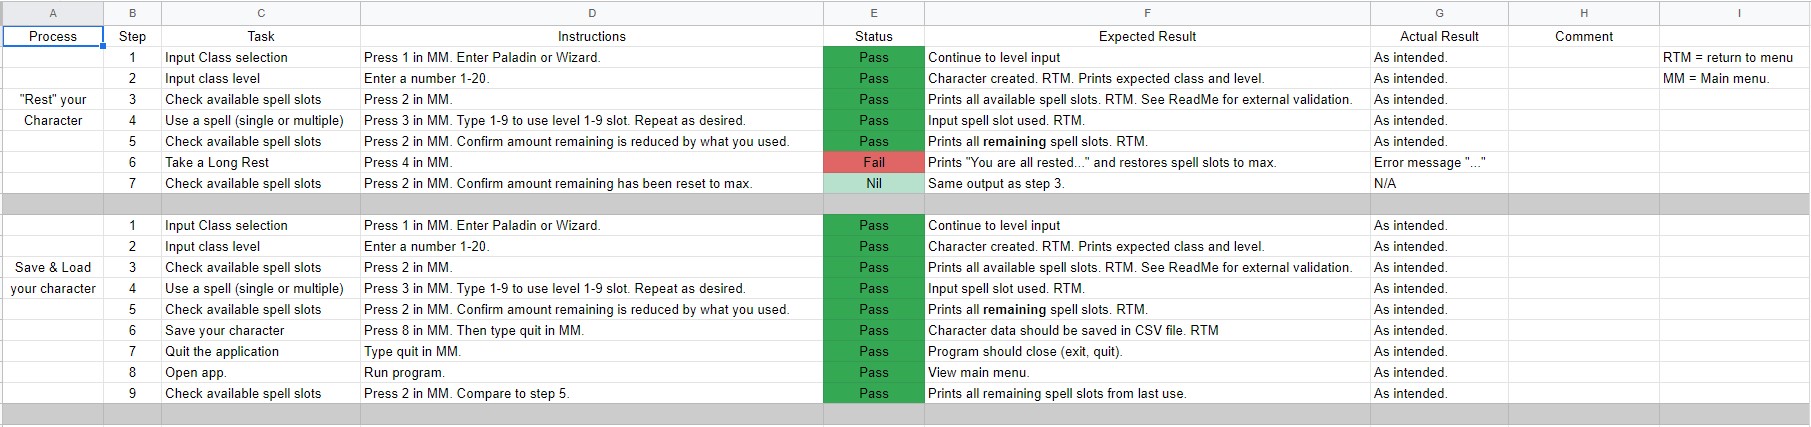 A B C D E F G H I
Process Step Task Instructions Status Expected Result Actual Result Comment
1 Input Class selection Press 1 in MM. Enter Paladin or Wizard. Pass Continue to level input As intended. RTM = return to menu
2 Input class level Enter a number 1-20. Pass Character created. RTM. Prints expected class and level. As intended. MM = Main menu.
"Rest" your 3 Check available spell slots Press 2 in MM. Pass Prints all available spell slots. RTM. See ReadMe for external validation. As intended.
Character 4 Use a spell (single or multiple) Press 3 in MM. Type 1-9 to use level 1-9 slot. Repeat as desired. Pass Input spell slot used. RTM. As intended.
5 Check available spell slots Press 2 in MM. Confirm amount remaining is reduced by what you used. Pass Prints all remaining spell slots. RTM. As intended.
6 Take a Long Rest Press 4 in MM. Fail Prints "You are all rested..." and restores spell slots to max. Error message "..."
7 Check available spell slots Press 2 in MM. Confirm amount remaining has been reset to max. Nil Same output as step 3. N/A
1 Input Class selection Press 1 in MM. Enter Paladin or Wizard. Pass Continue to level input As intended.
2 Input class level Enter a number 1-20. Pass Character created. RTM. Prints expected class and level. As intended.
Save & Load 3 Check available spell slots Press 2 in MM. Pass Prints all available spell slots. RTM. See ReadMe for external validation. As intended.
your character 4 Use a spell (single or multiple) Press 3 in MM. Type 1-9 to use level 1-9 slot. Repeat as desired. Pass Input spell slot used. RTM. As intended.
5 Check available spell slots Press 2 in MM. Confirm amount remaining is reduced by what you used. Pass Prints all remaining spell slots. RTM. As intended.
6 Save your character Press 8 in MM. Then type quit in MM. Pass Character data should be saved in CSV file. RTM As intended.
7 Quit the application Type quit in MM. Pass Program should close (exit, quit). As intended.
8 Open app. Run program. Pass View main menu. As intended.
9 Check available spell slots Press 2 in MM. Compare to step 5. Pass Prints all remaining spell slots from last use. As intended.